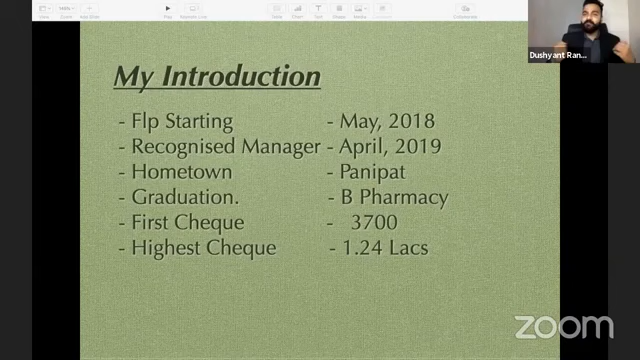 Dushyant Ran...
My Introduction
- Flp Starting - May, 2018
- Recognised Manager - April, 2019
- Hometown - Panipat
- Graduation. - B Pharmacy
- First Cheque - 3700
- Highest Cheque - 1.24 Lacs
zoom